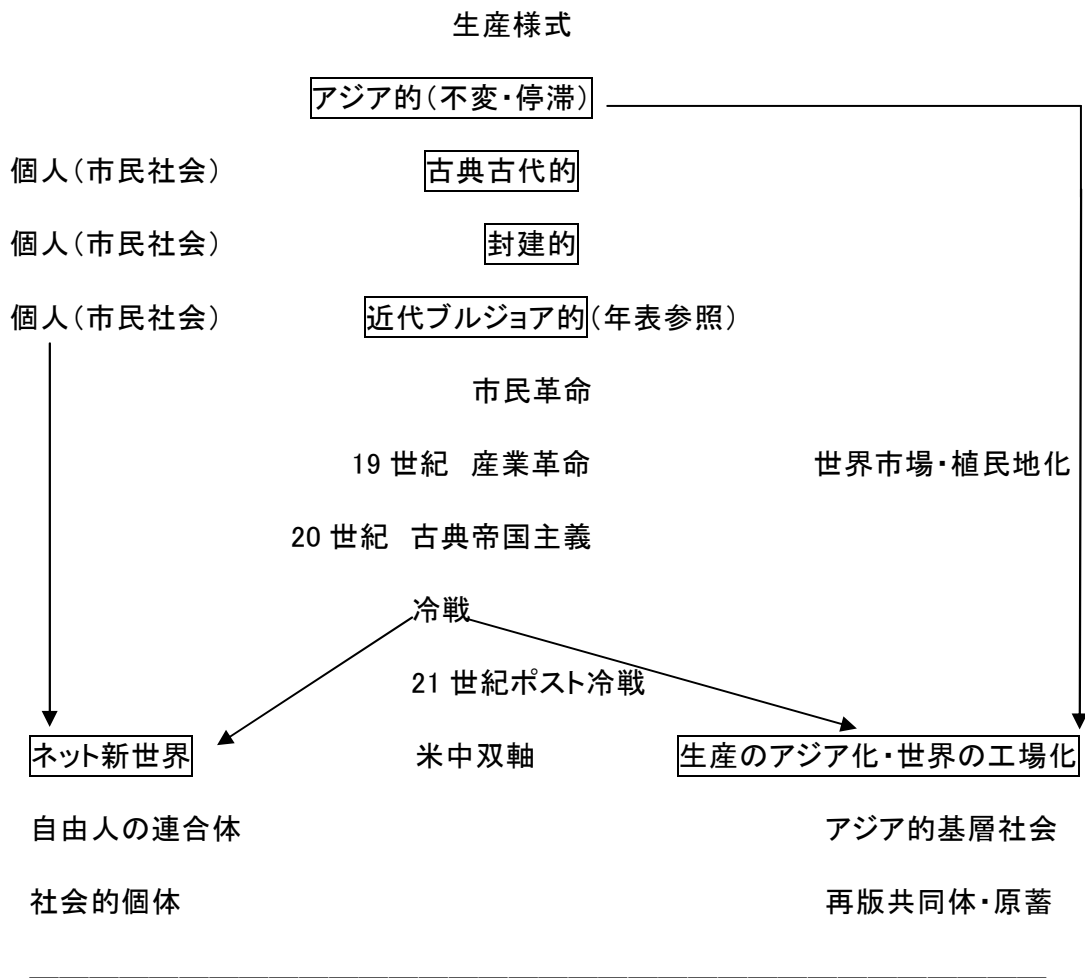 生産様式
アジア的(不変・停滞)
個人(市民社会) 古典古代的
個人(市民社会) 封建的
個人(市民社会) 近代ブルジョア的(年表参照)
市民革命
19 世紀 産業革命 世界市場・植民地化
20 世紀 古典帝国主義
冷戦
21 世紀ポスト冷戦
ネット新世界 米中双軸 生産のアジア化・世界の工場化
自由人の連合体 アジア的基層社会
社会的個体 再版共同体・原蓄